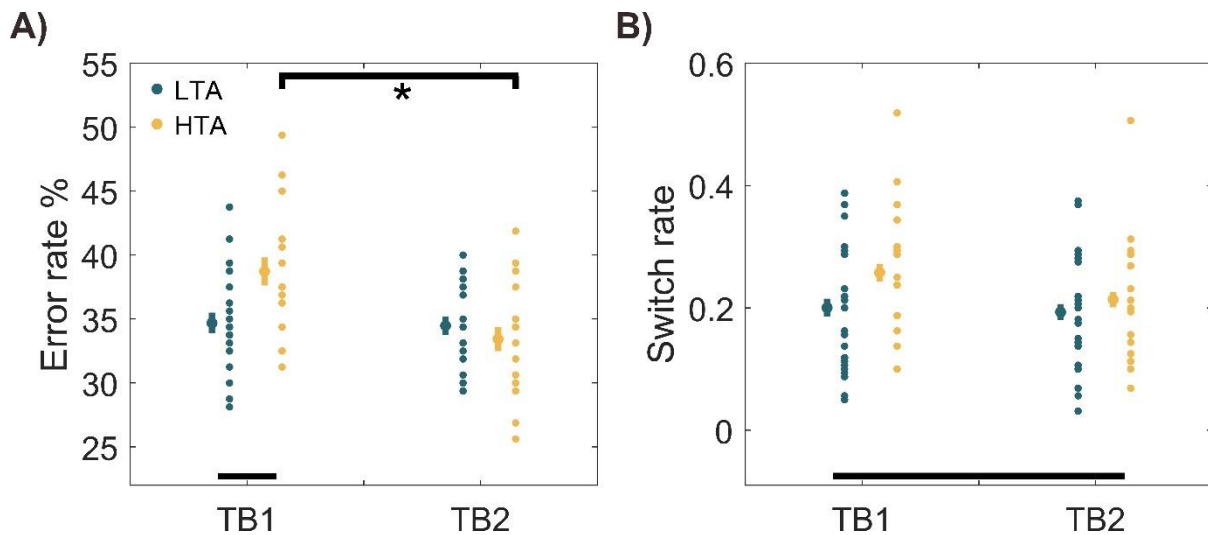 A)
Error rate %
55
50
45
40
35
30
25
LTA
HTA
*
TB1
TB2
B)
Switch rate
0.6
0.4
0.2
0
TB1
TB2